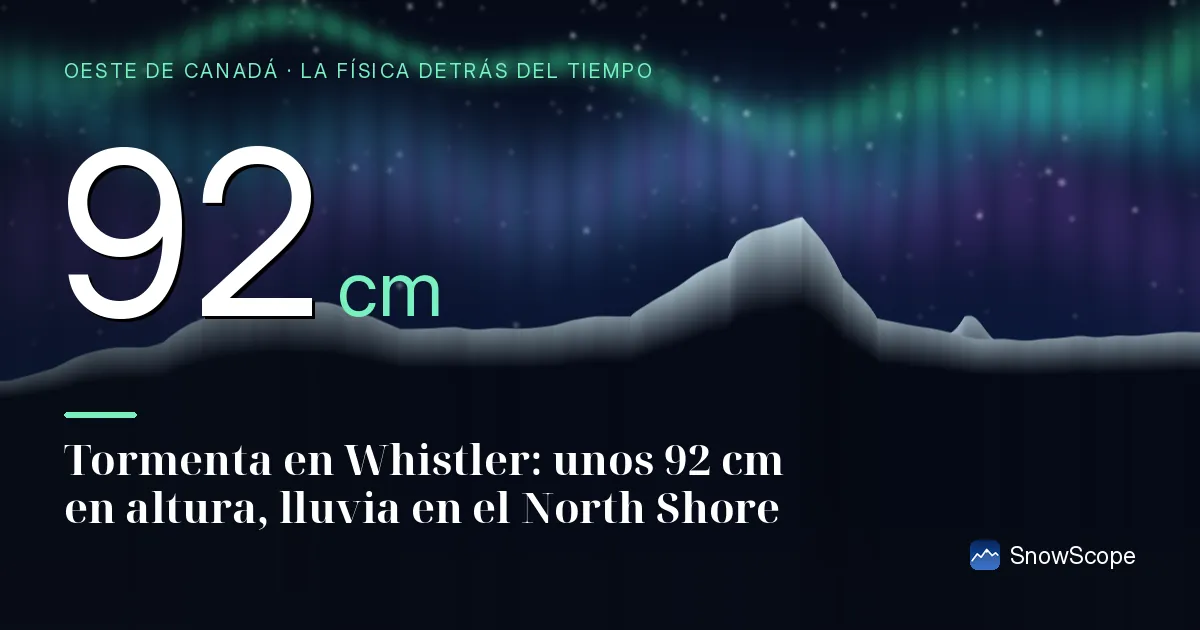 OESTE DE CANADÁ · LA FÍSICA DETRÁS DEL TIEMPO
92 cm
Tormenta en Whistler: unos 92 cm
en altura, lluvia en el North Shore
SnowScope